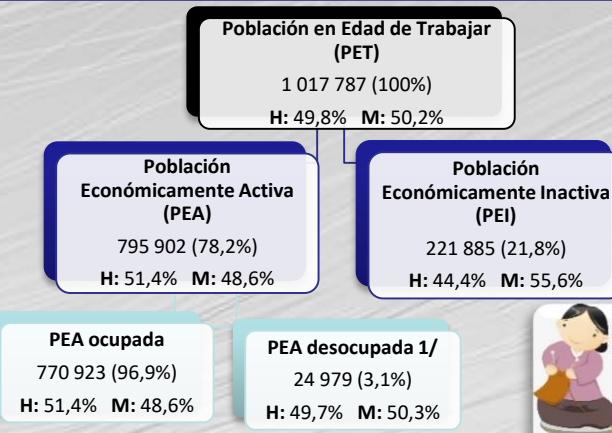 Población en Edad de Trabajar
(PET)
1 017 787 (100%)
H: 49,8% M: 50,2%
Población
Económicamente Activa
(PEA)
795 902 (78,2%)
H: 51,4% M: 48,6%
Población
Económicamente Inactiva
(PEI)
221 885 (21,8%)
H: 44,4% M: 55,6%
PEA ocupada
770 923 (96,9%)
H: 51,4% M: 48,6%
PEA desocupada 1/
24 979 (3,1%)
H: 49,7% M: 50,3%